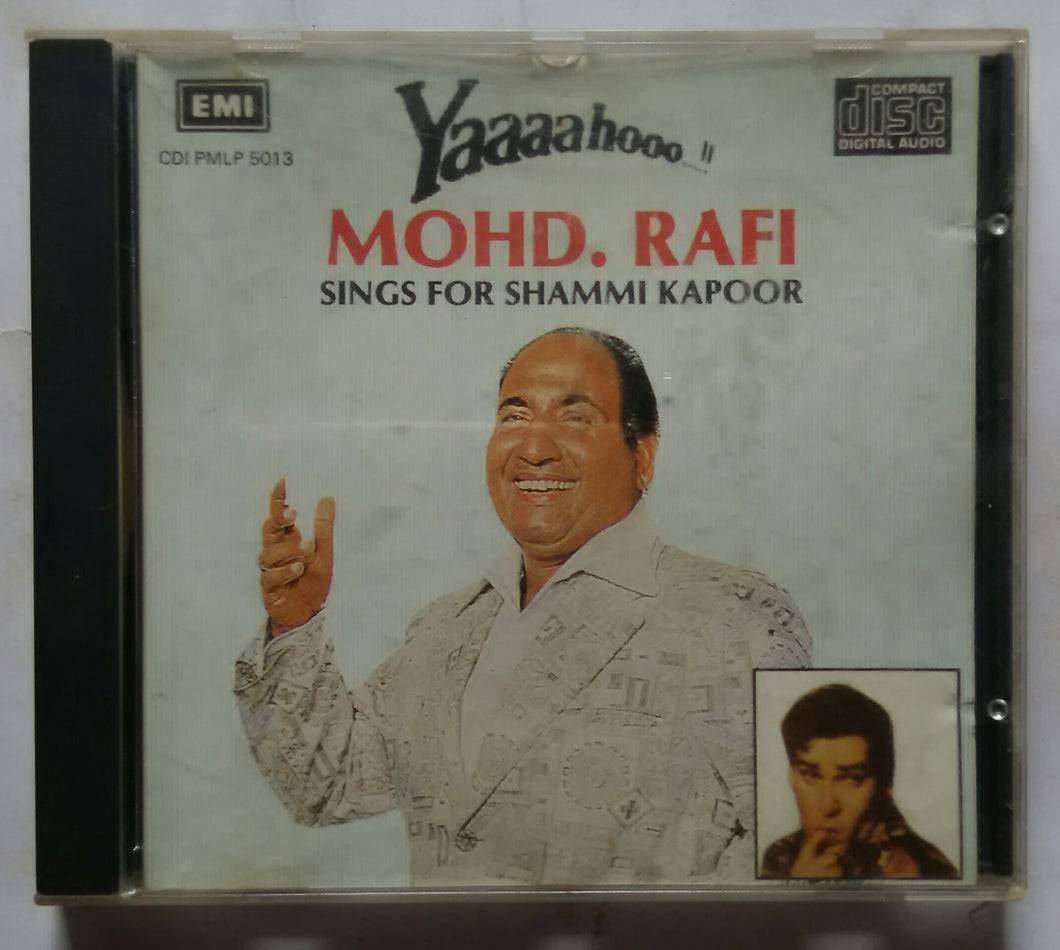 EMI
CDI PMLP 5013
Yaaaahooo...!!
COMPACT
disc
DIGITAL AUDIO
MOHD. RAFI
SINGS FOR SHAMMI KAPOOR